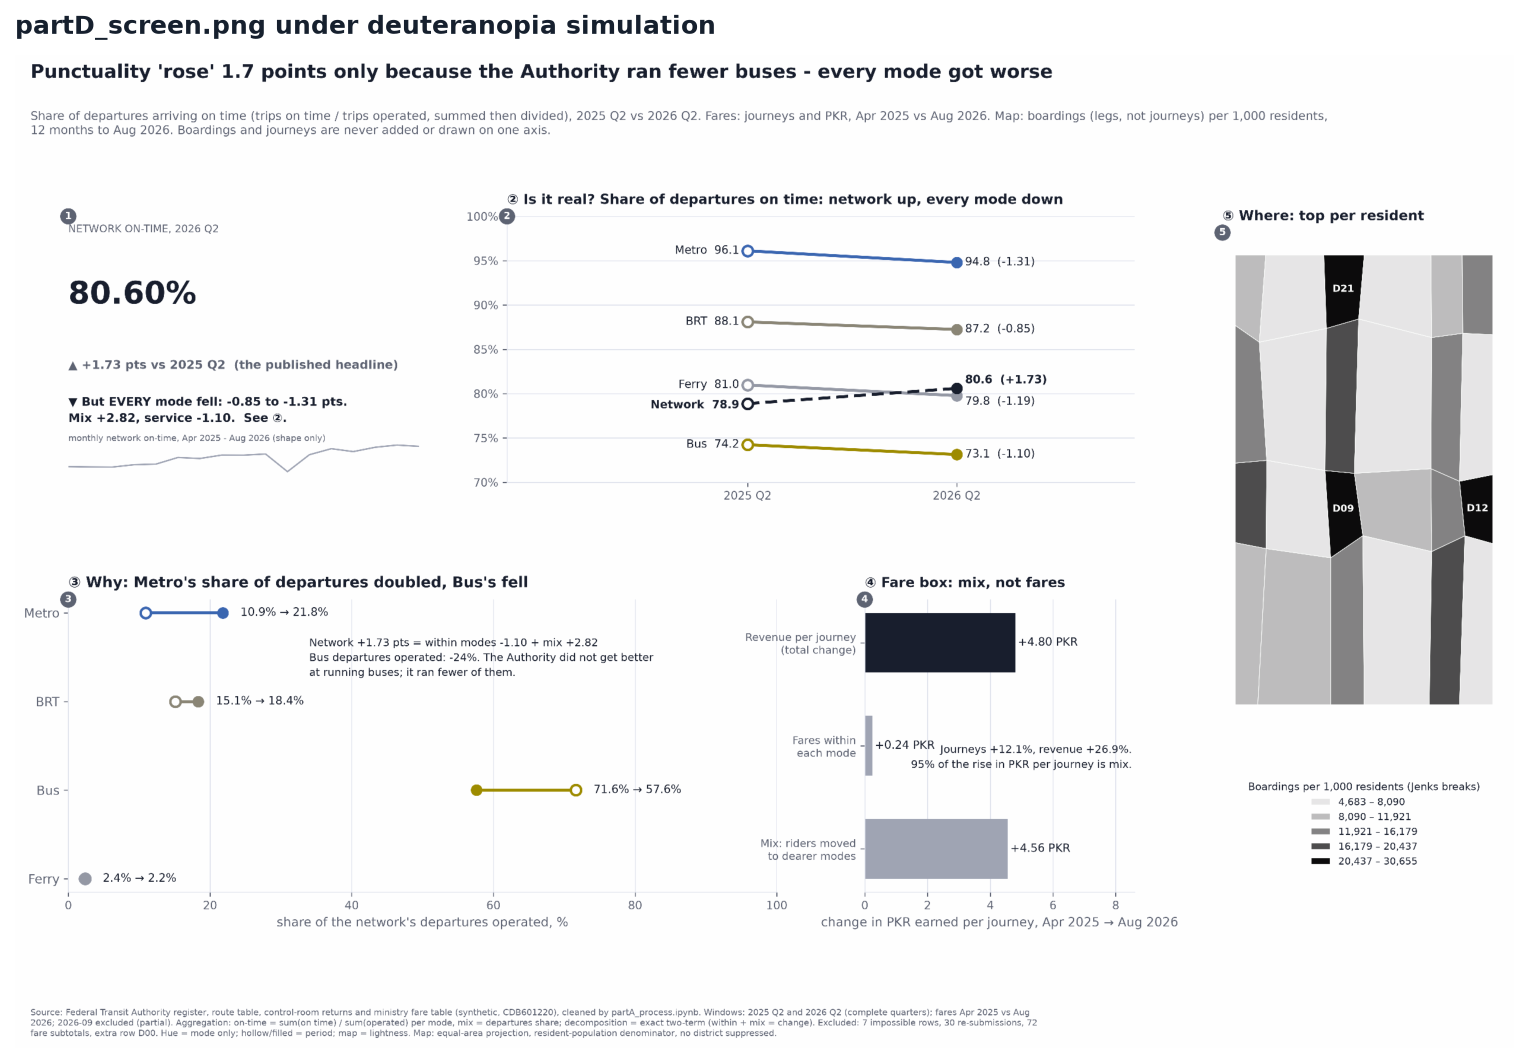 partD_screen.png under deuteranopia simulation
Punctuality 'rose' 1.7 points only because the Authority ran fewer buses - every mode got worse
Share of departures arriving on time (trips on time / trips operated, summed then divided), 2025 Q2 vs 2026 Q2. Fares: journeys and PKR, Apr 2025 vs Aug 2026. Map: boardings (legs, not journeys) per 1,000 residents,
12 months to Aug 2026. Boardings and journeys are never added or drawn on one axis.
1
NETWORK ON-TIME, 2026 Q2
80.60%
▲ +1.73 pts vs 2025 Q2  (the published headline)
▼ But EVERY mode fell: -0.85 to -1.31 pts.
Mix +2.82, service -1.10.  See ②.
monthly network on-time, Apr 2025 - Aug 2026 (shape only)
② Is it real? Share of departures on time: network up, every mode down
2
100%
95%
90%
85%
80%
75%
70%
Metro  96.1
94.8  (-1.31)
BRT  88.1
87.2  (-0.85)
Ferry  81.0
80.6  (+1.73)
Network  78.9
79.8  (-1.19)
Bus  74.2
73.1  (-1.10)
2025 Q2
2026 Q2
⑤ Where: top per resident
5
D21
D09
D12
Boardings per 1,000 residents (Jenks breaks)
4,683 – 8,090
8,090 – 11,921
11,921 – 16,179
16,179 – 20,437
20,437 – 30,655
③ Why: Metro's share of departures doubled, Bus's fell
3
Metro
10.9% → 21.8%
Network +1.73 pts = within modes -1.10 + mix +2.82
Bus departures operated: -24%. The Authority did not get better
at running buses; it ran fewer of them.
BRT
15.1% → 18.4%
Bus
71.6% → 57.6%
Ferry
2.4% → 2.2%
0
20
40
60
80
100
share of the network's departures operated, %
④ Fare box: mix, not fares
4
Revenue per journey
(total change)
+4.80 PKR
Fares within
each mode
+0.24 PKR
Journeys +12.1%, revenue +26.9%.
95% of the rise in PKR per journey is mix.
Mix: riders moved
to dearer modes
+4.56 PKR
0
2
4
6
8
change in PKR earned per journey, Apr 2025 → Aug 2026
Source: Federal Transit Authority register, route table, control-room returns and ministry fare table (synthetic, CDB601220), cleaned by partA_process.ipynb. Windows: 2025 Q2 and 2026 Q2 (complete quarters); fares Apr 2025 vs Aug
2026; 2026-09 excluded (partial). Aggregation: on-time = sum(on time) / sum(operated) per mode, mix = departures share; decomposition = exact two-term (within + mix = change). Excluded: 7 impossible rows, 30 re-submissions, 72
fare subtotals, extra row D00. Hue = mode only; hollow/filled = period; map = lightness. Map: equal-area projection, resident-population denominator, no district suppressed.